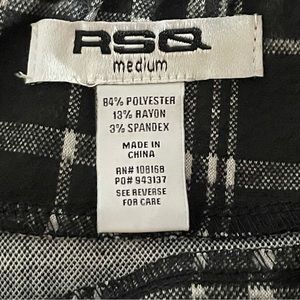 RSQ
medium
84% POLYESTER
13% RAYON
3% SPANDEX
MADE IN
CHINA
RN# 108168
PO# 943137
SEE REVERSE
FOR CARE